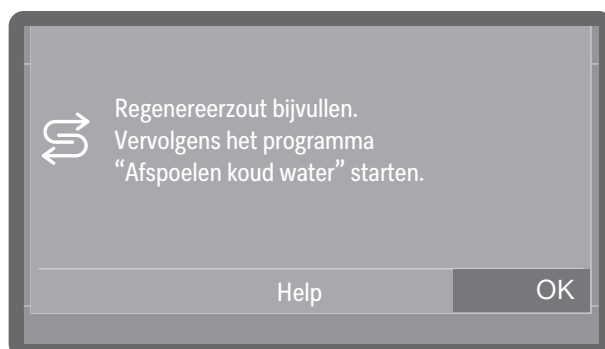 Regenereerzout bijvullen.
Vervolgens het programma
“Afspoelen koud water” starten.
Help
OK